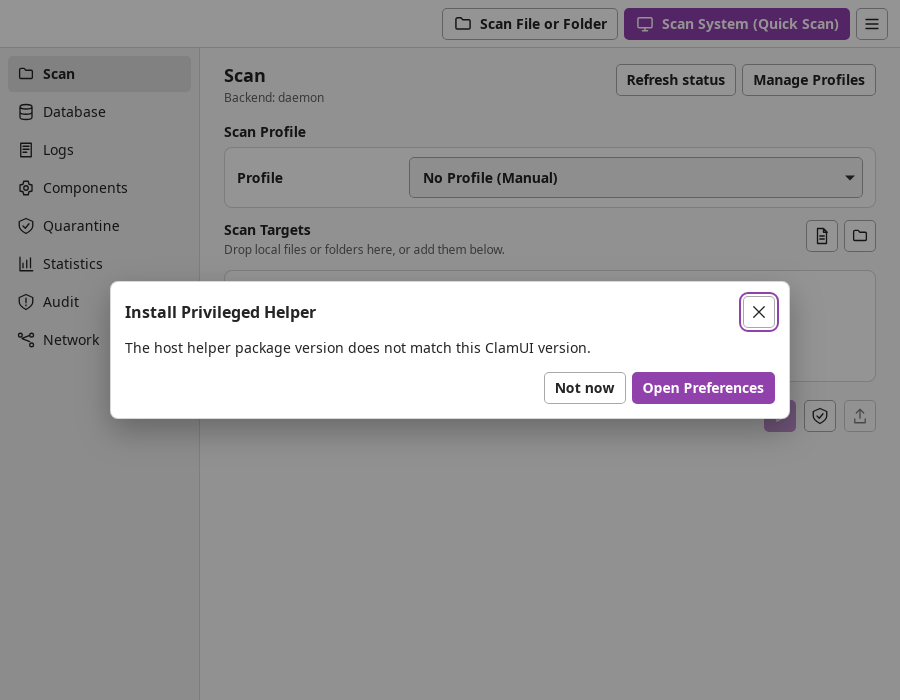 Scan File or Folder
Scan System (Quick Scan)
Scan
Database
Logs
Components
Quarantine
Statistics
Audit
Network
Scan
Backend: daemon
Refresh status
Manage Profiles
Scan Profile
Profile
No Profile (Manual)
Scan Targets
Drop local files or folders here, or add them below.
Install Privileged Helper
The host helper package version does not match this ClamUI version.
Not now
Open Preferences